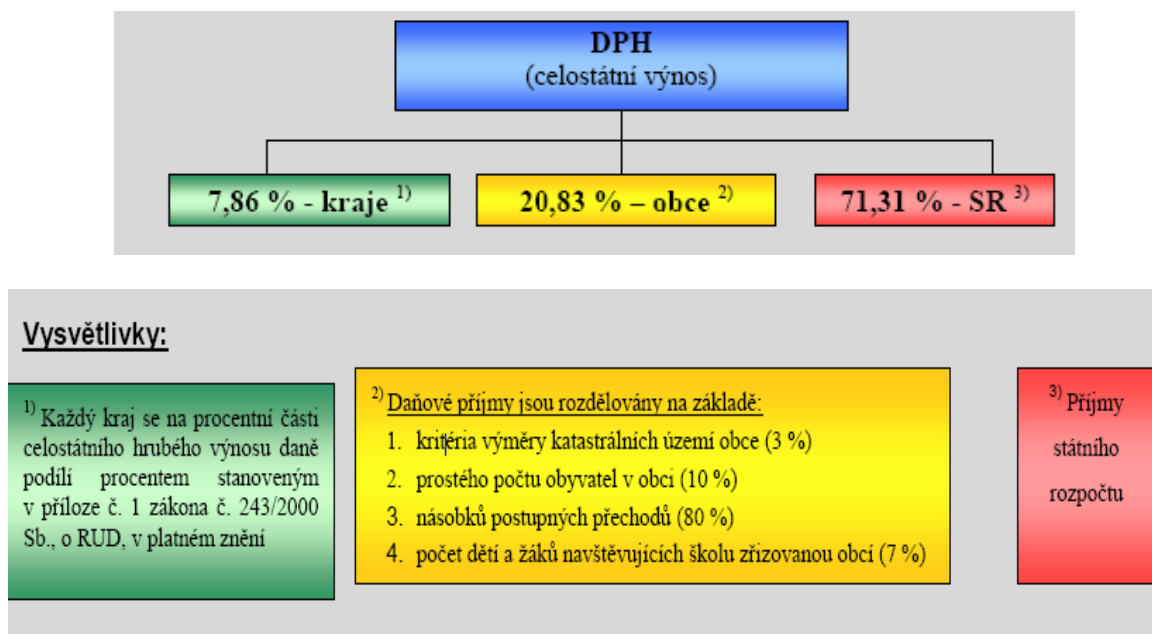 DPH
(celostátní výnos)
7,86 % - kraje 1)
20,83 % – obce 2)
71,31 % - SR 3)
Vysvětlivky:
1) Každý kraj se na procentní části
celostátního hrubého výnosu daně
podílí procentem stanoveným
v příloze č. 1 zákona č. 243/2000
Sb., o RUD, v platném znění
2) Daňové příjmy jsou rozdělovány na základě:
1. kritéria výměry katastrálních území obce (3 %)
2. prostého počtu obyvatel v obci (10 %)
3. násobků postupných přechodů (80 %)
4. počet dětí a žáků navštěvujících školu zřizovanou obcí (7 %)
3) Příjmy
státního
rozpočtu